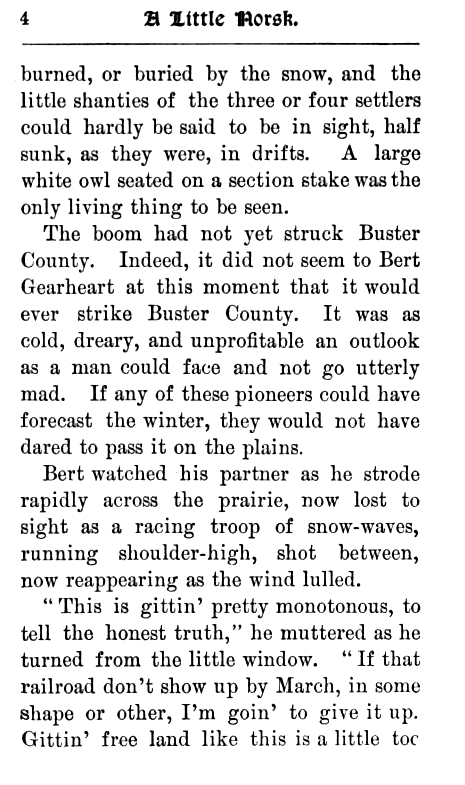 4 A Little Norsk.
burned, or buried by the snow, and the
little shanties of the three or four settlers
could hardly be said to be in sight, half
sunk, as they were, in drifts. A large
white owl seated on a section stake was the
only living thing to be seen.
The boom had not yet struck Buster
County. Indeed, it did not seem to Bert
Gearheart at this moment that it would
ever strike Buster County. It was as
cold, dreary, and unprofitable an outlook
as a man could face and not go utterly
mad. If any of these pioneers could have
forecast the winter, they would not have
dared to pass it on the plains.
Bert watched his partner as he strode
rapidly across the prairie, now lost to
sight as a racing troop of snow-waves,
running shoulder-high, shot between,
now reappearing as the wind lulled.
“ This is gittin’ pretty monotonous, to
tell the honest truth,” he muttered as he
turned from the little window. “ If that
railroad don’t show up by March, in some
shape or other, I’m goin’ to give it up.
Gittin’ free land like this is a little toc